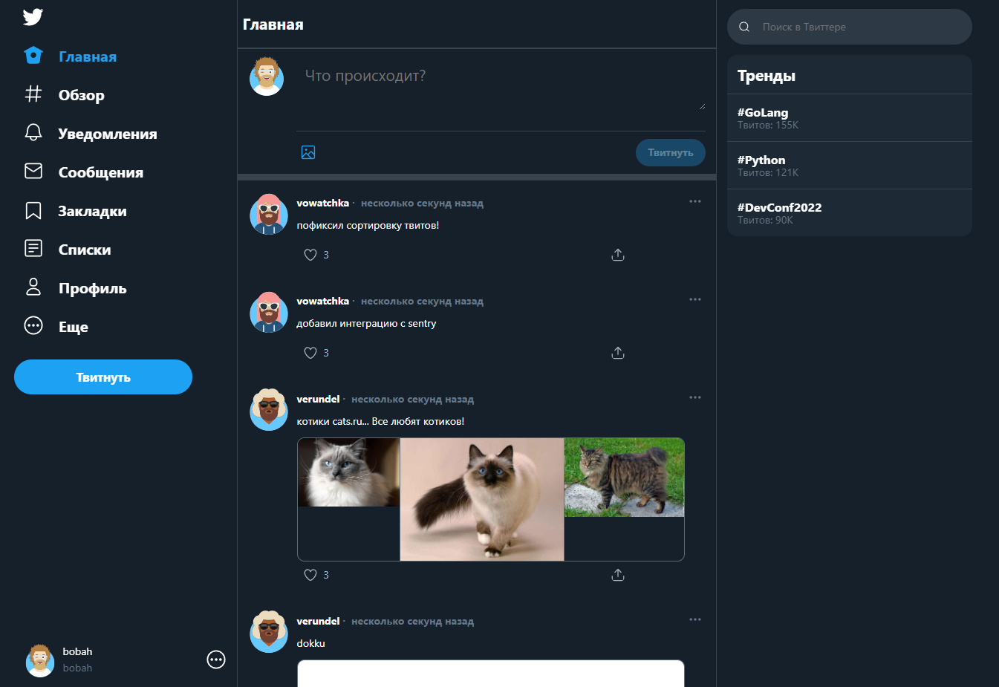 Главная
Обзор
Уведомления
Сообщения
Закладки
Списки
Профиль
Еще
Твитнуть
bobah
bobah
Главная
Что происходит?
Твитнуть
vowatchka · несколько секунд назад
пофиксил сортировку твитов!
3
vowatchka · несколько секунд назад
добавил интеграцию с sentry
3
verundel · несколько секунд назад
котики cats.ru... Все любят котиков!
3
verundel · несколько секунд назад
dokku
Поиск в Твиттере
Тренды
#GoLang
Твитов: 155K
#Python
Твитов: 121K
#DevConf2022
Твитов: 90K